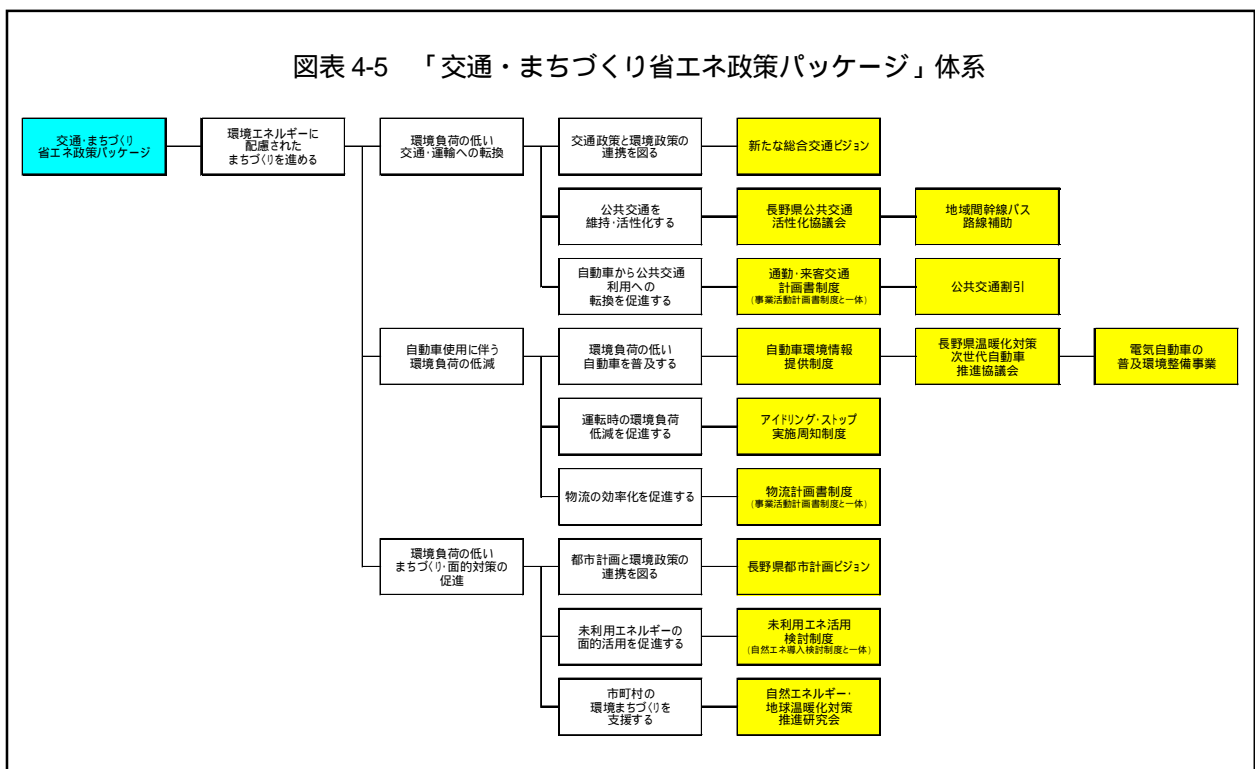 図表 4-5 「交通・まちづくり省エネ政策パッケージ」体系
交通・まちづくり
省エネ政策パッケージ
環境エネルギーに
配慮された
まちづくりを進める
環境負荷の低い
交通・運輸への転換
交通政策と環境政策の
連携を図る
新たな総合交通ビジョン
公共交通を
維持・活性化する
長野県公共交通
活性化協議会
地域間幹線バス
路線補助
自動車から公共交通
利用への
転換を促進する
通勤・来客交通
計画書制度
(事業活動計画書制度と一体)
公共交通割引
自動車使用に伴う
環境負荷の低減
環境負荷の低い
自動車を普及する
自動車環境情報
提供制度
長野県温暖化対策
次世代自動車
推進協議会
電気自動車の
普及環境整備事業
運転時の環境負荷
低減を促進する
アイドリング・ストップ
実施周知制度
物流の効率化を促進する
物流計画書制度
(事業活動計画書制度と一体)
環境負荷の低い
まちづくり・面的対策の
促進
都市計画と環境政策の
連携を図る
長野県都市計画ビジョン
未利用エネルギーの
面的活用を促進する
未利用エネ活用
検討制度
(自然エネ導入検討制度と一体)
市町村の
環境まちづくりを
支援する
自然エネルギー・
地球温暖化対策
推進研究会